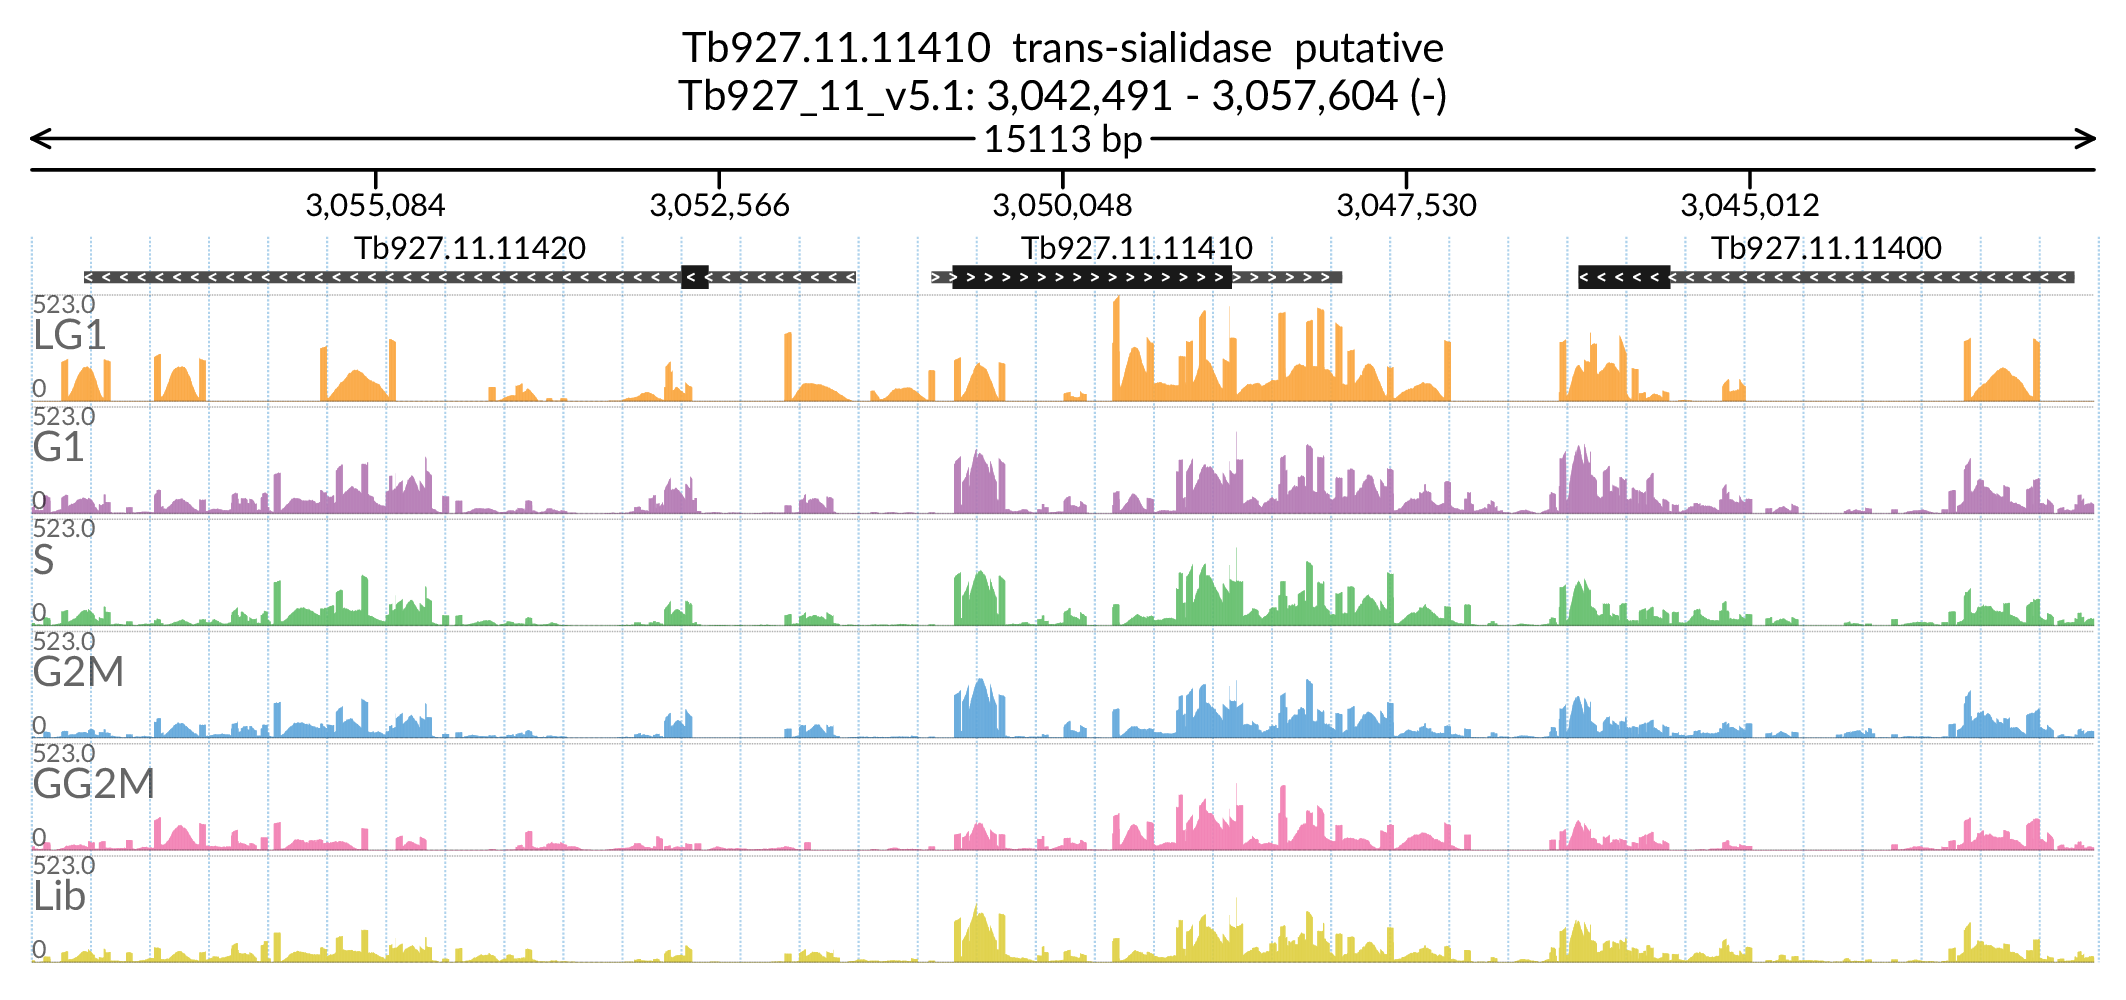 Tb927.11.11410 trans-sialidase putative
Tb927_11_v5.1: 3,042,491 - 3,057,604 (-)
15113 bp
3,055,084 3,052,566 3,050,048 3,047,530 3,045,012
Tb927.11.11420 Tb927.11.11410 Tb927.11.11400
523.0
LG1
0
523.0
G1
0
523.0
S
0
523.0
G2M
0
523.0
GG2M
0
523.0
Lib
0